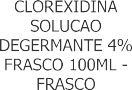 CLOREXIDINA
SOLUCAO
DEGERMANTE 4%
FRASCO 100ML -
FRASCO